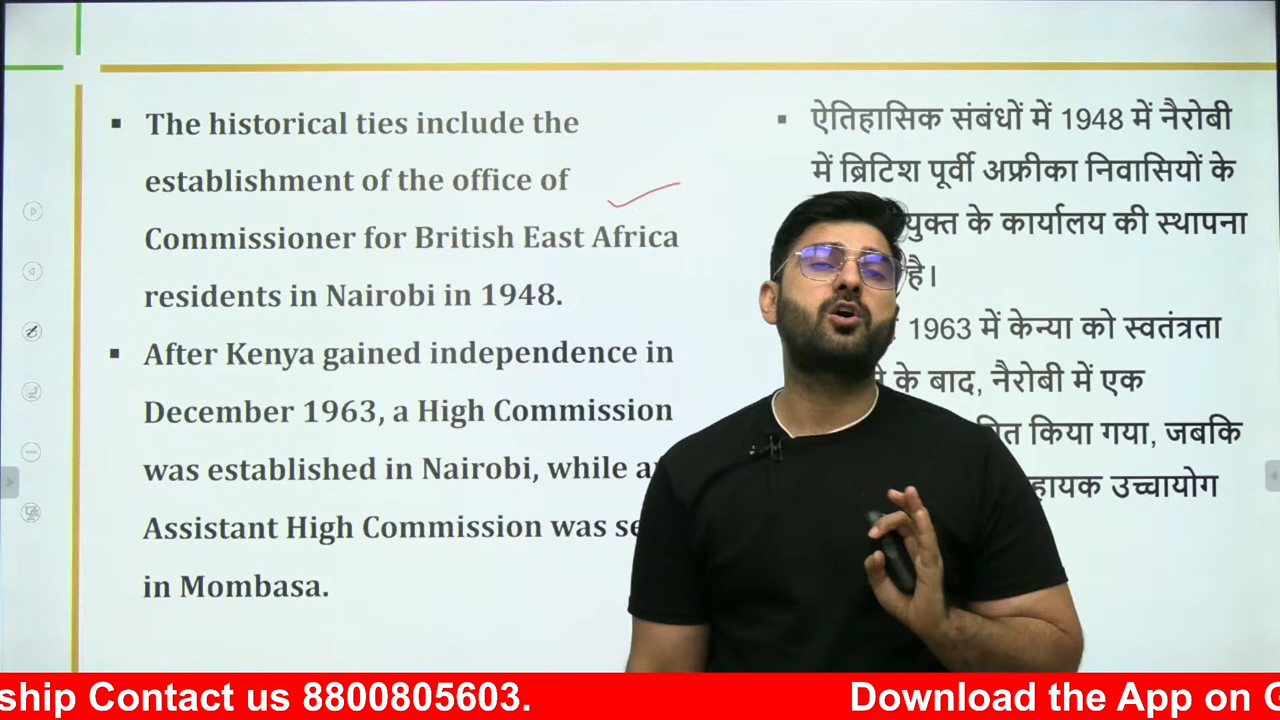 The historical ties include the
establishment of the office of
Commissioner for British East Africa
residents in Nairobi in 1948.
After Kenya gained independence in
December 1963, a High Commission
was established in Nairobi, while
Assistant High Commission was
in Mombasa.
ऐतिहासिक संबंधों में 1948 में नैरोबी
में ब्रिटिश पूर्वी अफ्रीका निवासियों के
के कार्यालय की स्थापना
है।
1963 में केन्या को स्वतंत्रता
के बाद, नैरोबी में एक
किया गया, जबकि
उच्चायोग
Contact us 8800805603.
Download the App on